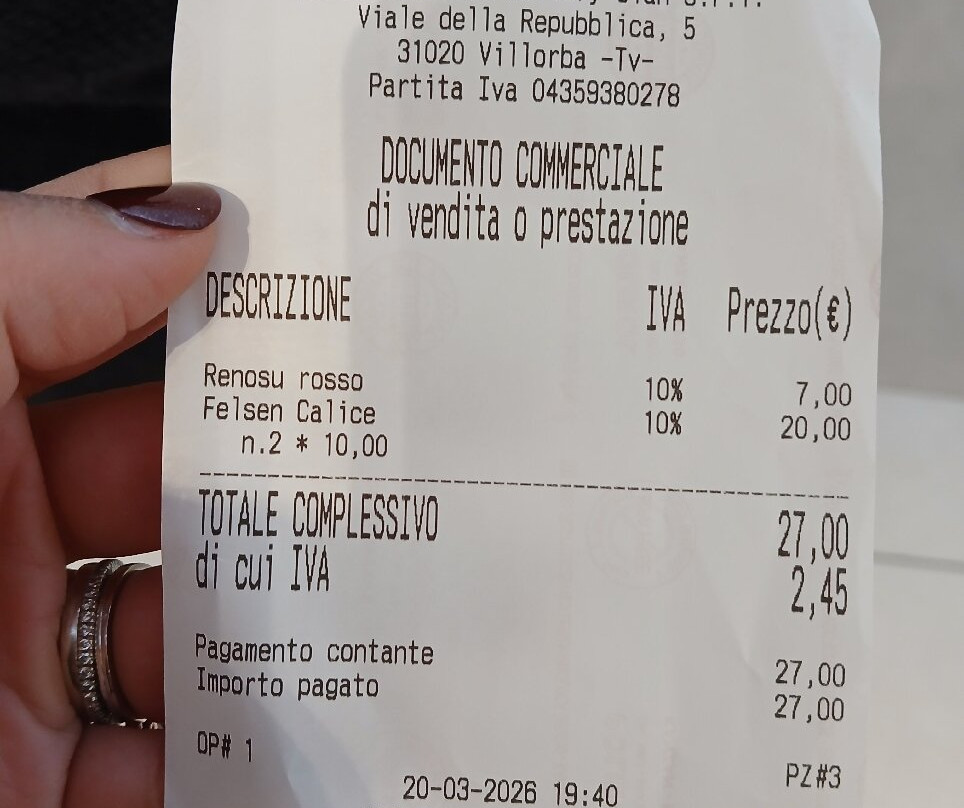 Viale della Repubblica, 5
31020 Villorba -Tv-
Partita Iva 04359380278
DOCUMENTO COMMERCIALE
di vendita o prestazione
DESCRIZIONE IVA Prezzo(€)
Renosu rosso 10% 7,00
Felsen Calice 10% 20,00
n.2 * 10,00
TOTALE COMPLESSIVO 27,00
di cui IVA 2,45
Pagamento contante 27,00
Importo pagato 27,00
OP# 1 PZ#3
20-03-2026 19:40